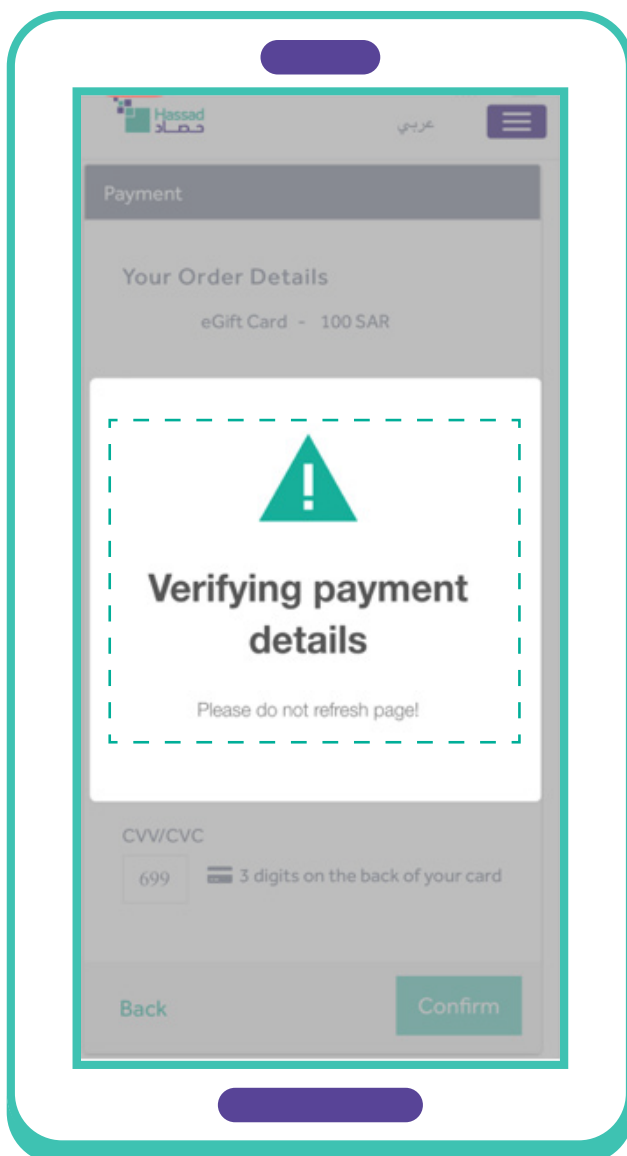 Hassad
حصاد
عربي
Payment
Your Order Details
eGift Card - 100 SAR
!
Verifying payment
details
Please do not refresh page!
CVV/CVC
699 3 digits on the back of your card
Back Confirm